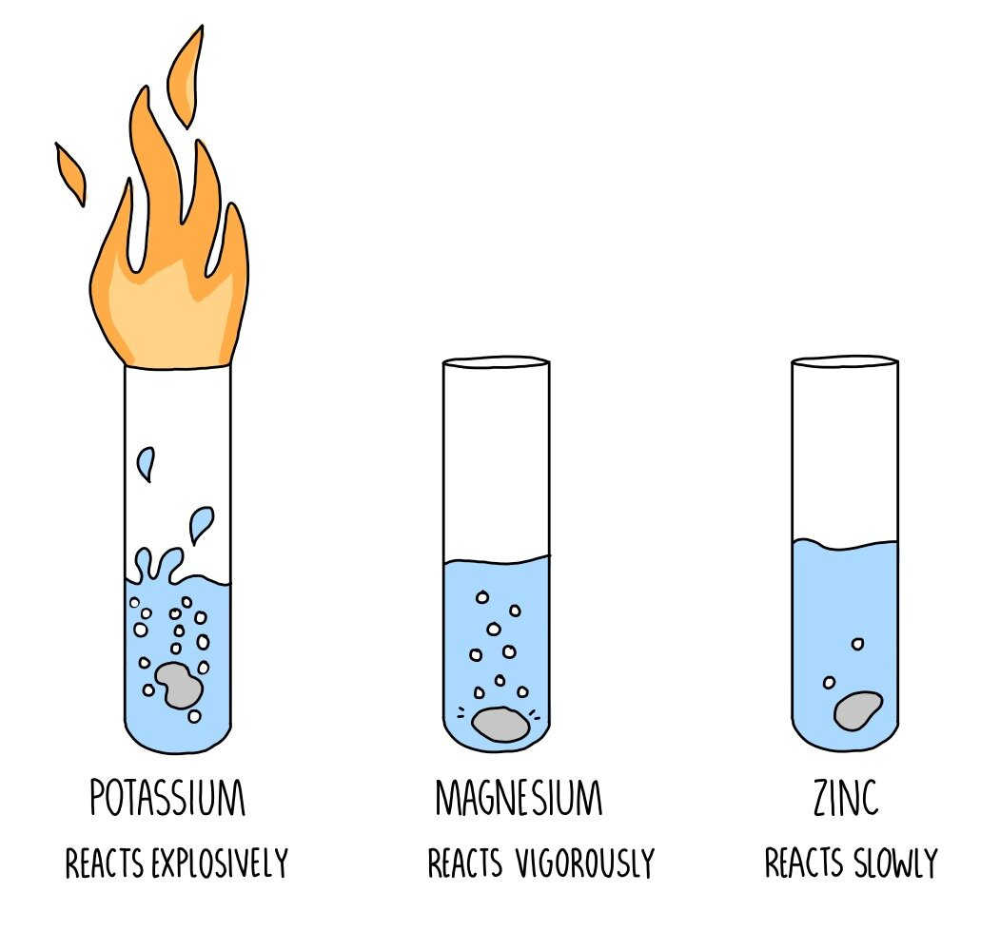 POTASSIUM
REACTS EXPLOSIVELY
MAGNESIUM
REACTS VIGOROUSLY
ZINC
REACTS SLOWLY